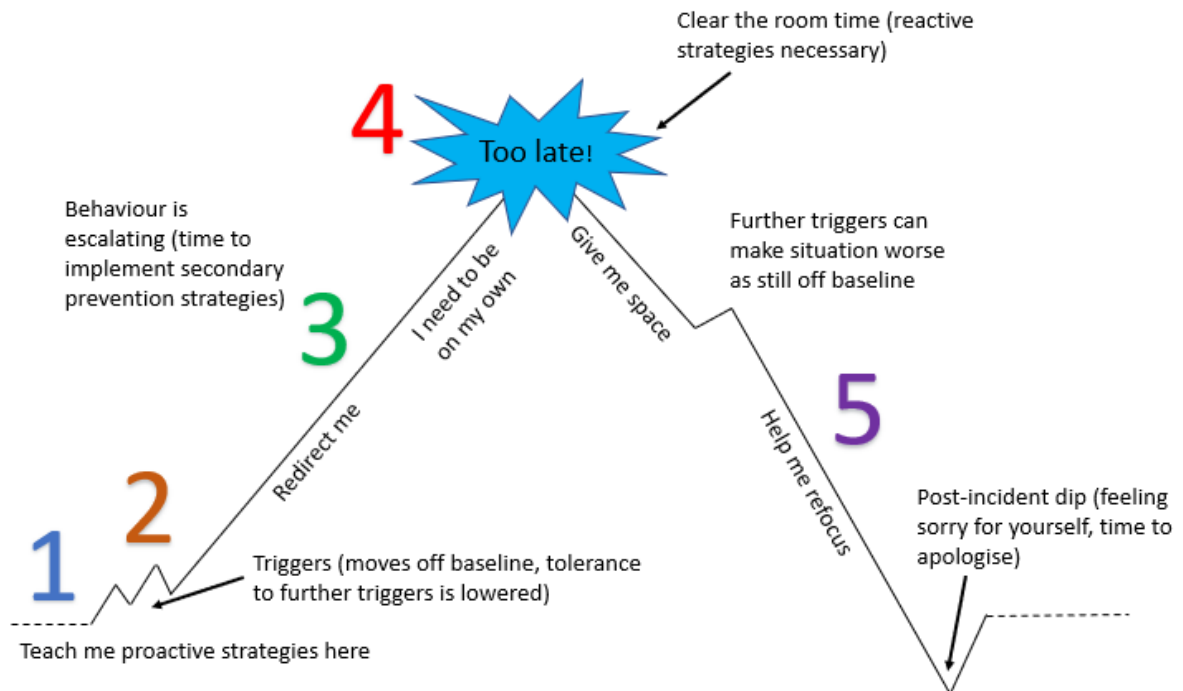 Clear the room time (reactive
strategies necessary)
4
Too late!
Behaviour is
escalating (time to
implement secondary
prevention strategies)
3
I need to be
on my own
Give me space
Further triggers can
make situation worse
as still off baseline
Redirect me
5
Help me refocus
2
1
Triggers (moves off baseline, tolerance
to further triggers is lowered)
Post-incident dip (feeling
sorry for yourself, time to
apologise)
Teach me proactive strategies here